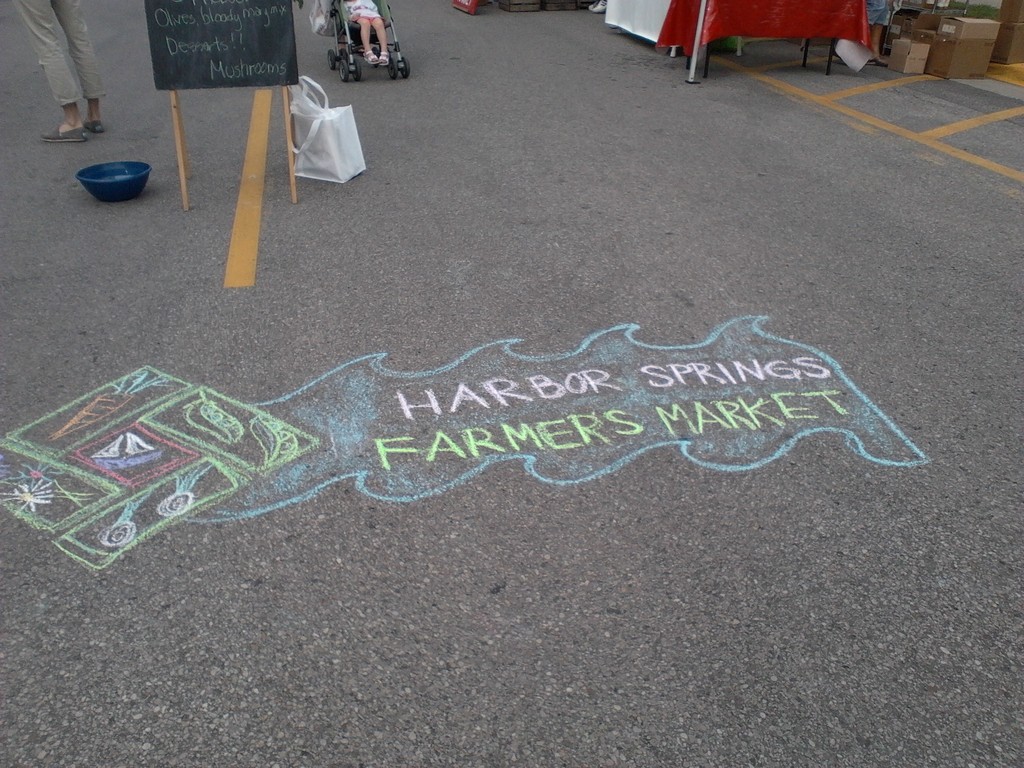 Olives, bloody mary mix
Desserts!?
Mushrooms
HARBOR SPRINGS
FARMER'S MARKET